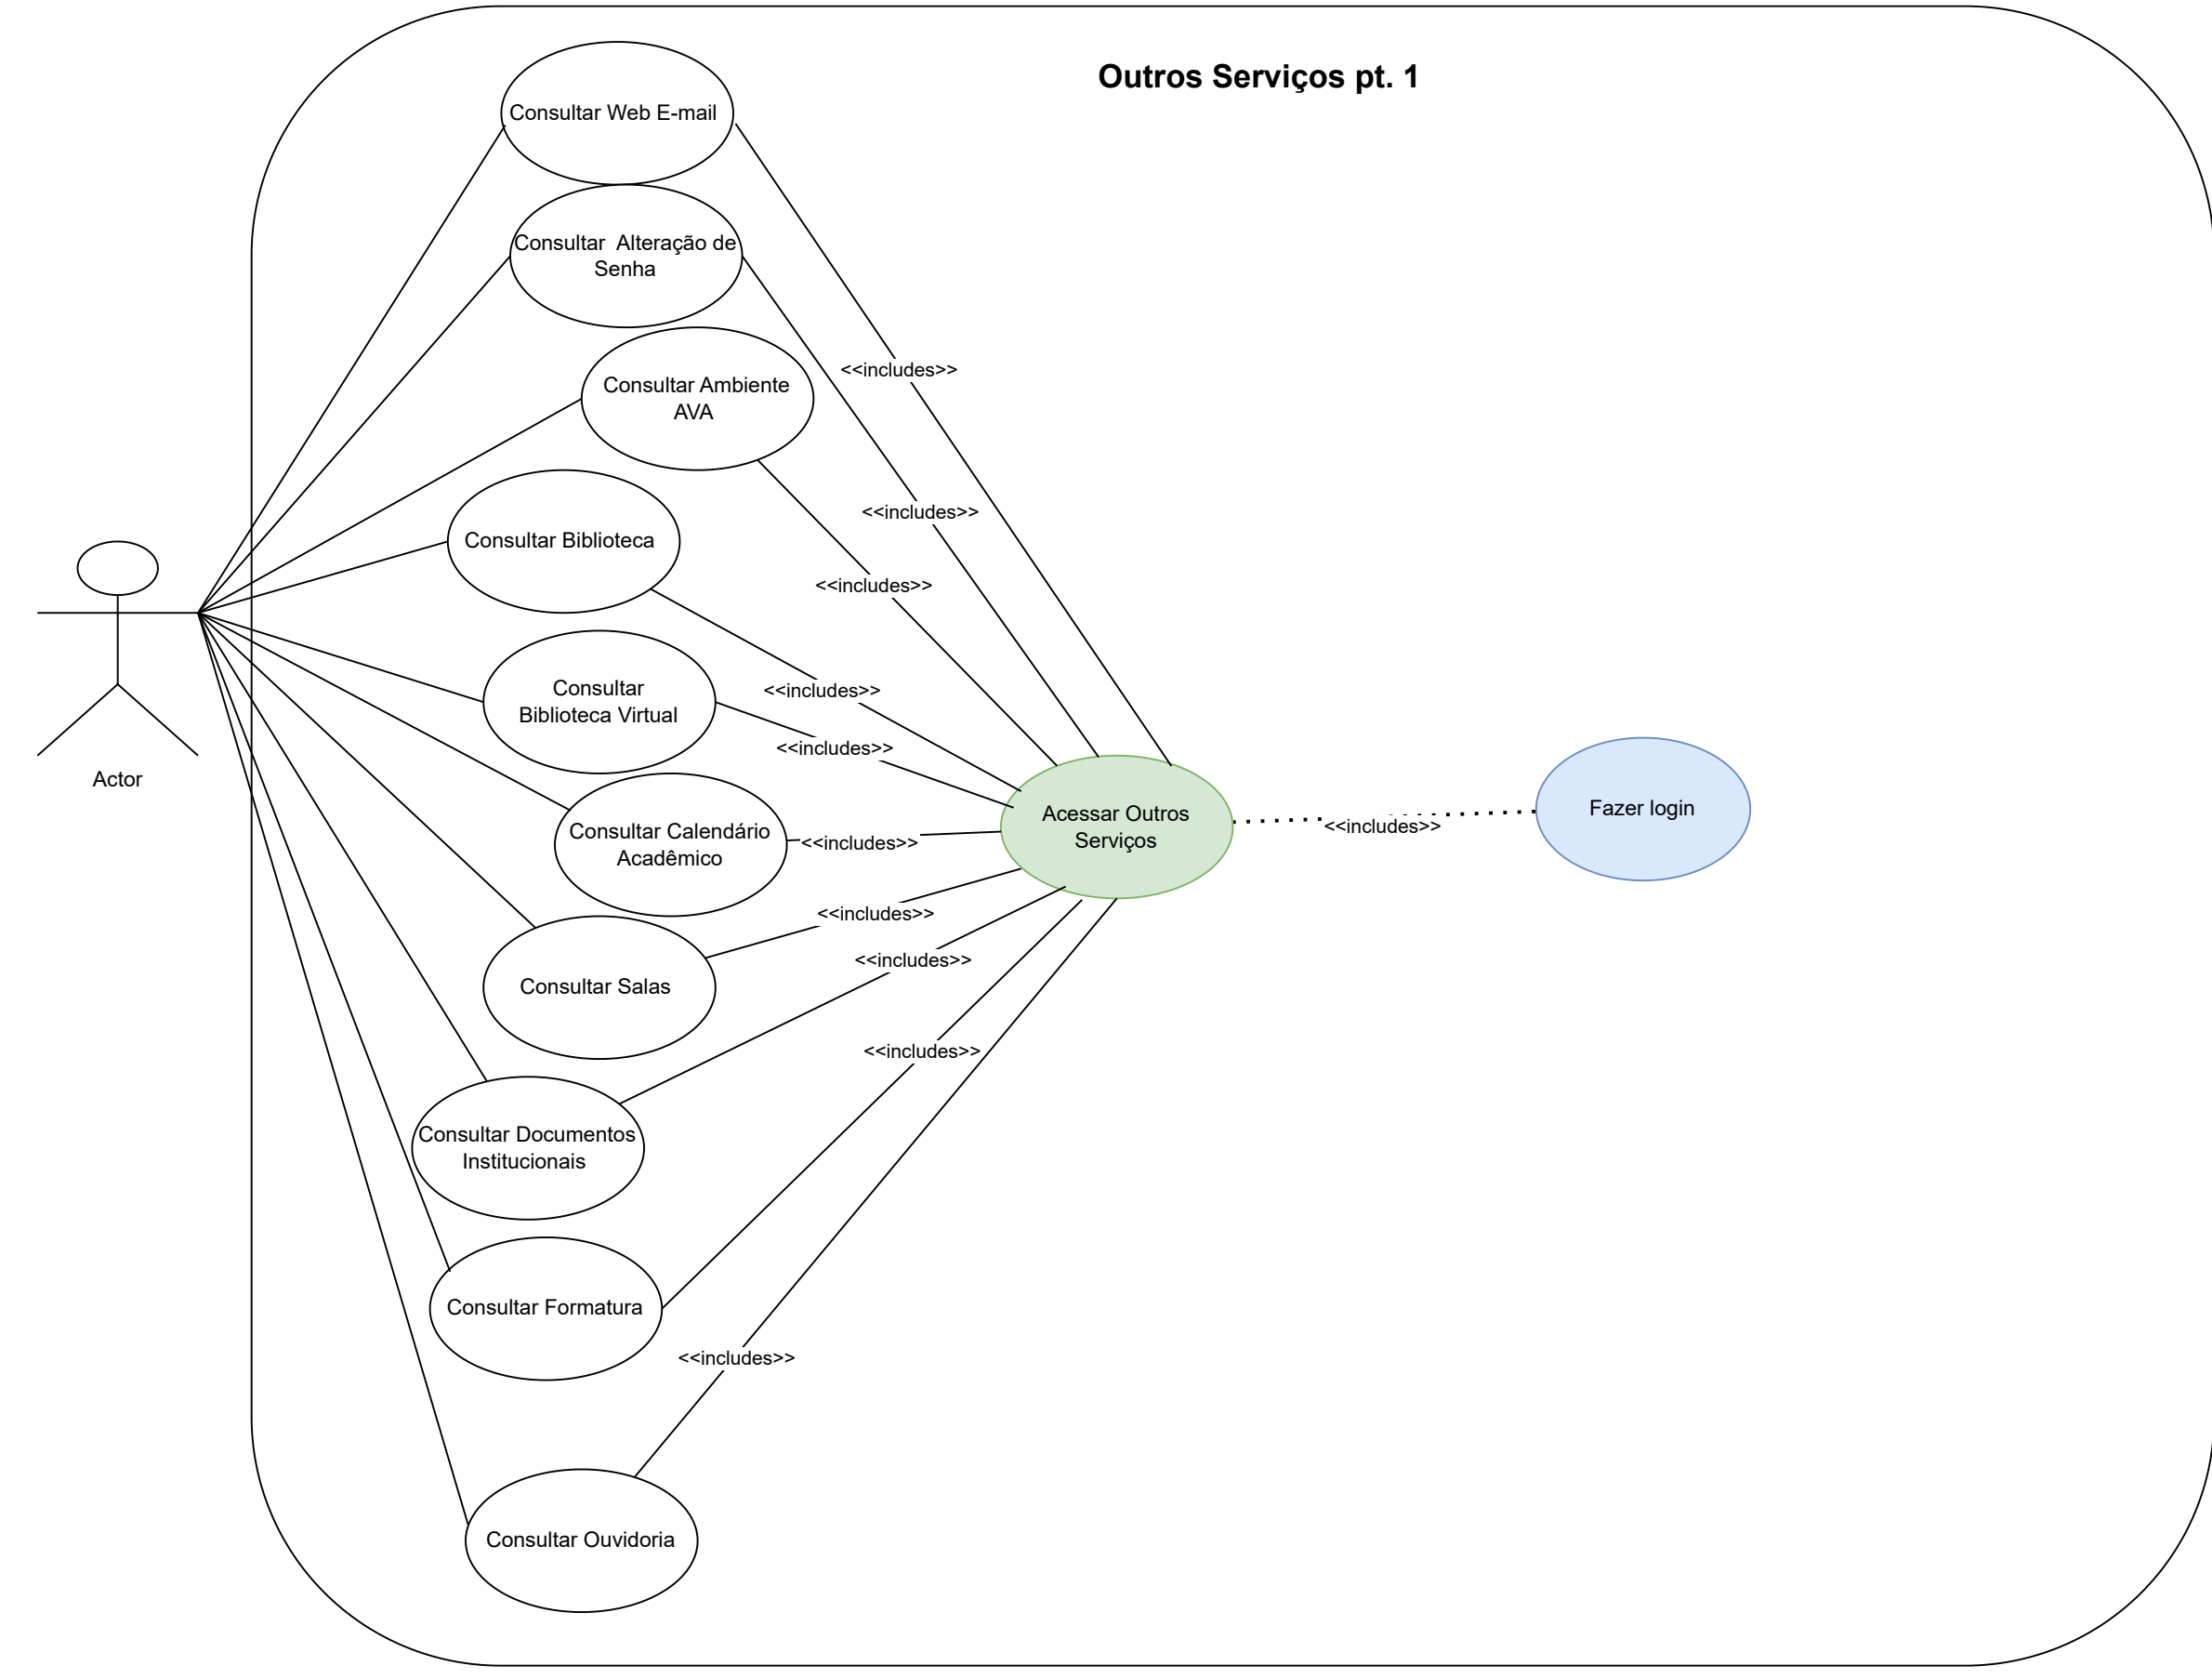 Outros Serviços pt. 1
Consultar Web E-mail
Consultar  Alteração de
Senha
<<includes>>
Consultar Ambiente
AVA
<<includes>>
Consultar Biblioteca
<<includes>>
Consultar
Biblioteca Virtual
<<includes>>
<<includes>>
Actor
Consultar Calendário
Acadêmico
<<includes>>
Acessar Outros
Serviços
<<includes>>
Fazer login
<<includes>>
<<includes>>
Consultar Salas
<<includes>>
Consultar Documentos
Institucionais
Consultar Formatura
<<includes>>
Consultar Ouvidoria